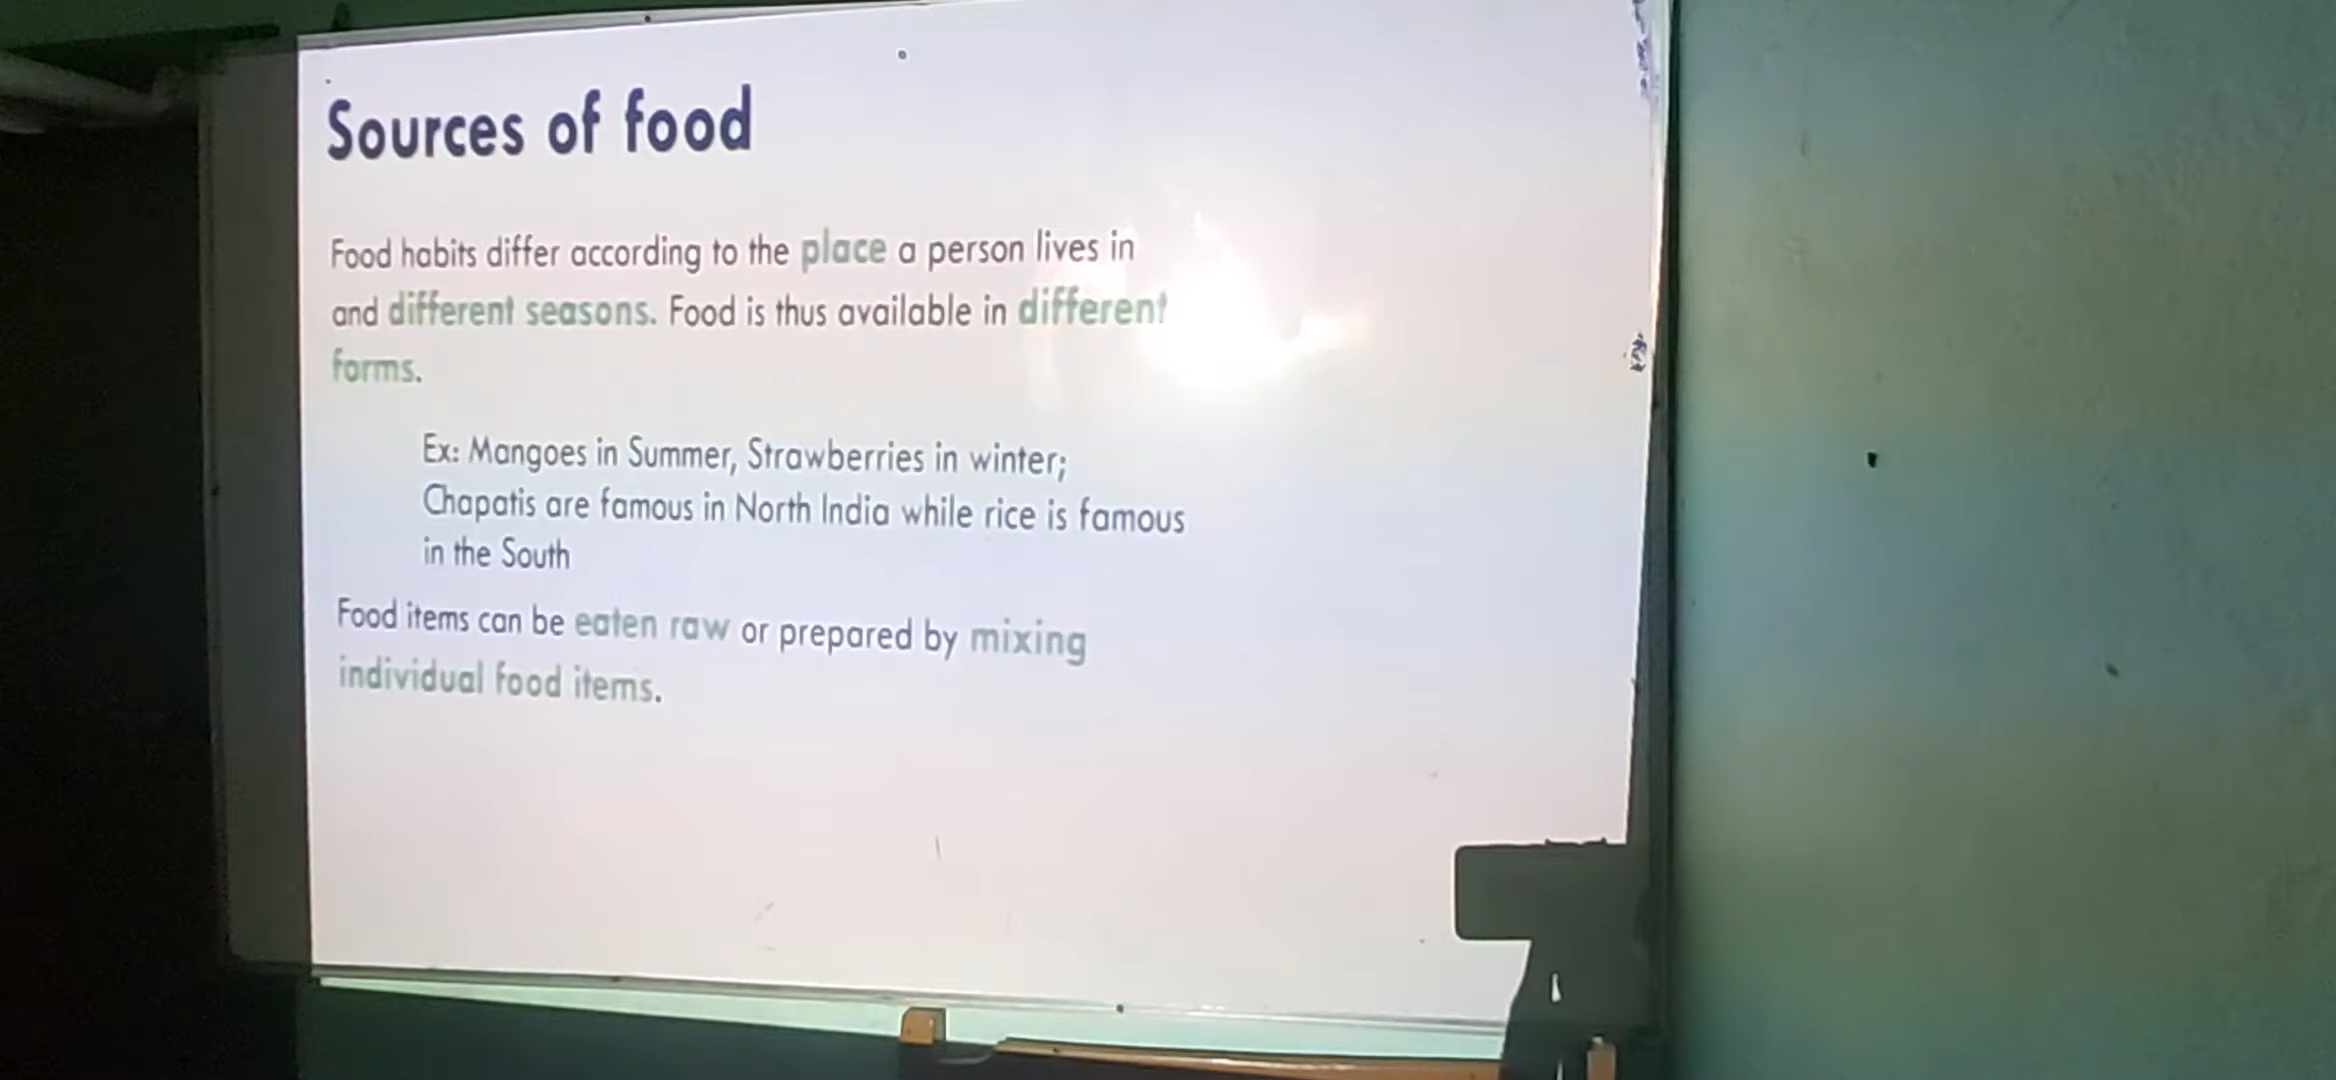 Sources of food
Food habits differ according to the place a person lives in
and different seasons. Food is thus available in different
forms.
Ex: Mangoes in Summer, Strawberries in winter;
Chapatis are famous in North India while rice is famous
in the South
Food items can be eaten raw or prepared by mixing
individual food items.